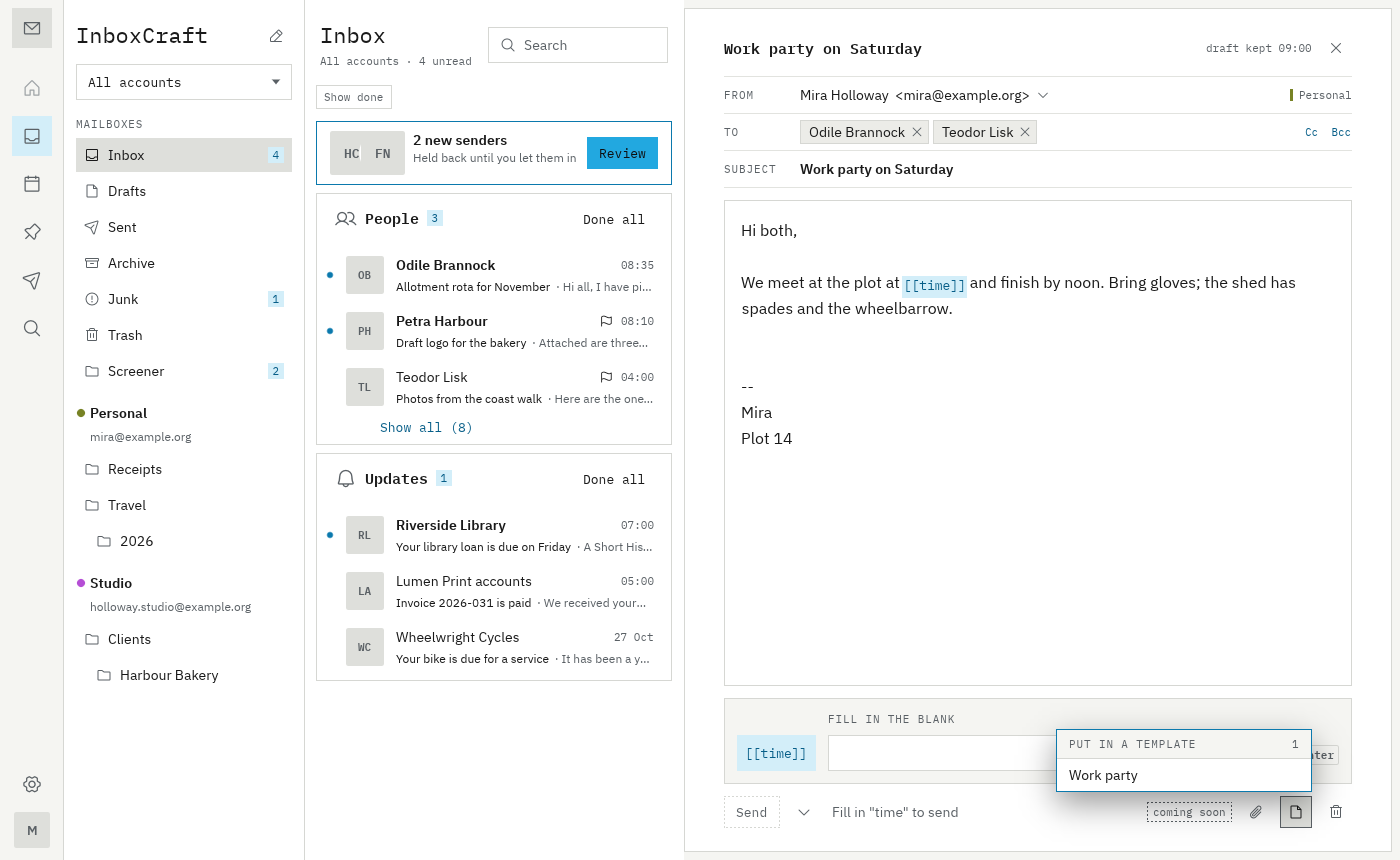 InboxCraft
All accounts
MAILBOXES
Inbox 4
Drafts
Sent
Archive
Junk 1
Trash
Screener 2
Personal
mira@example.org
Receipts
Travel
2026
Studio
holloway.studio@example.org
Clients
Harbour Bakery
M
Inbox
All accounts · 4 unread
Search
Show done
HC FN
2 new senders
Held back until you let them in
Review
People 3 Done all
OB
Odile Brannock 08:35
Allotment rota for November · Hi all, I have pi...
PH
Petra Harbour 08:10
Draft logo for the bakery · Attached are three...
TL
Teodor Lisk 04:00
Photos from the coast walk · Here are the one...
Show all (8)
Updates 1 Done all
RL
Riverside Library 07:00
Your library loan is due on Friday · A Short His...
LA
Lumen Print accounts 05:00
Invoice 2026-031 is paid · We received your...
WC
Wheelwright Cycles 27 Oct
Your bike is due for a service · It has been a y...
Work party on Saturday draft kept 09:00
FROM Mira Holloway <mira@example.org> Personal
TO Odile Brannock Teodor Lisk Cc Bcc
SUBJECT Work party on Saturday
Hi both,
We meet at the plot at [[time]] and finish by noon. Bring gloves; the shed has
spades and the wheelbarrow.
--
Mira
Plot 14
FILL IN THE BLANK
[[time]]
PUT IN A TEMPLATE 1
Work party
Send Fill in "time" to send coming soon